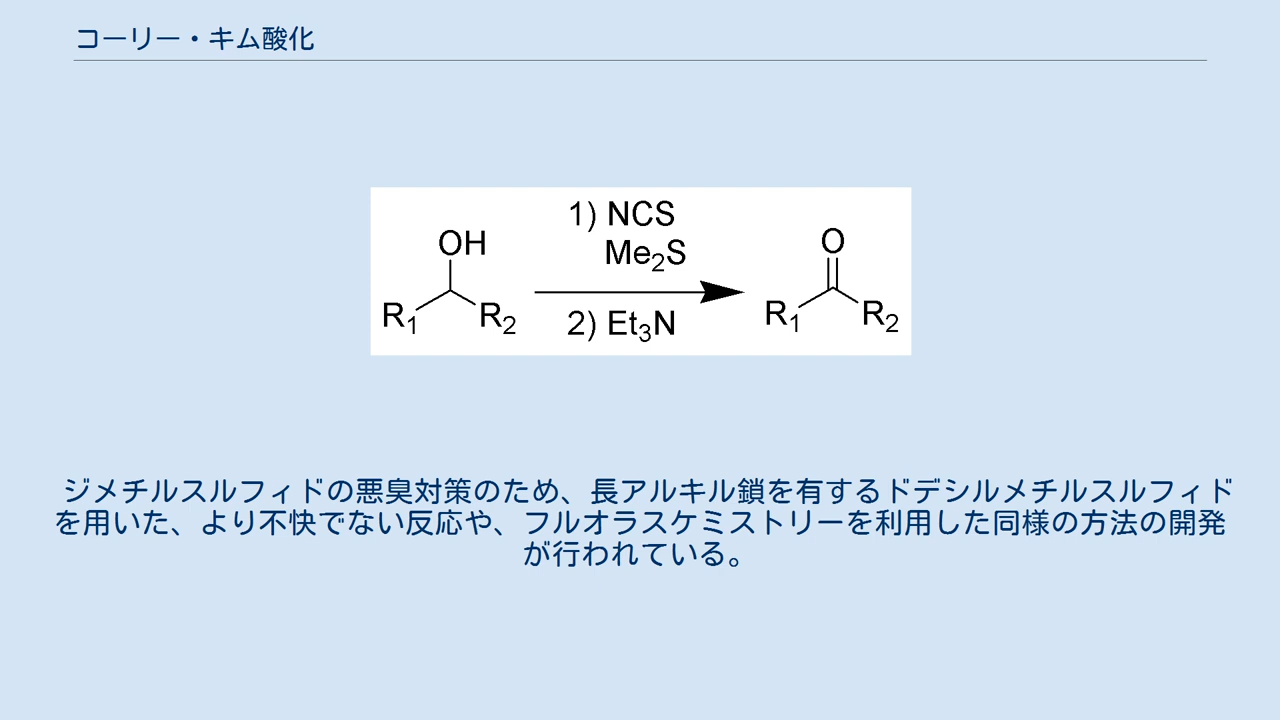 コーリー・キム酸化
1) NCS
Me₂S
OH
O
R₁
R₂
2) Et₃N
R₁
R₂
ジメチルスルフィドの悪臭対策のため、長アルキル鎖を有するドデシルメチルスルフィド
を用いた、より不快でない反応や、フルオラスケミストリーを利用した同様の方法の開発
が行われている。